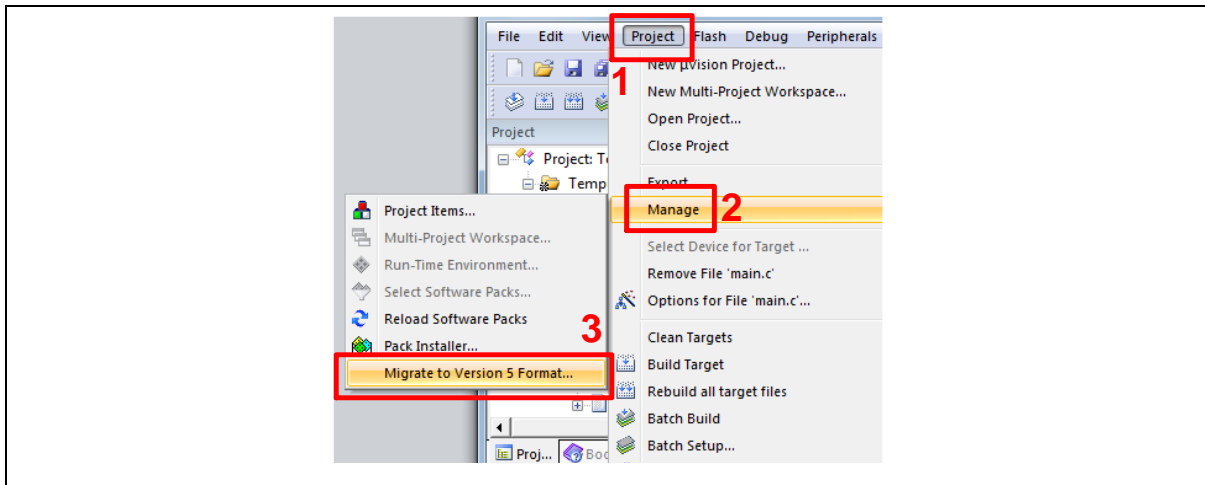 File Edit View Project Flash Debug Peripherals
1
New µVision Project...
New Multi-Project Workspace...
Open Project...
Close Project
Export
Manage 2
Select Device for Target ...
Remove File 'main.c'
Options for File 'main.c'...
Clean Targets
Build Target
Rebuild all target files
Batch Build
Batch Setup...
Project
Project:
Project Items...
Multi-Project Workspace...
Run-Time Environment...
Select Software Packs...
Reload Software Packs
3
Pack Installer...
Migrate to Version 5 Format...
Proj...